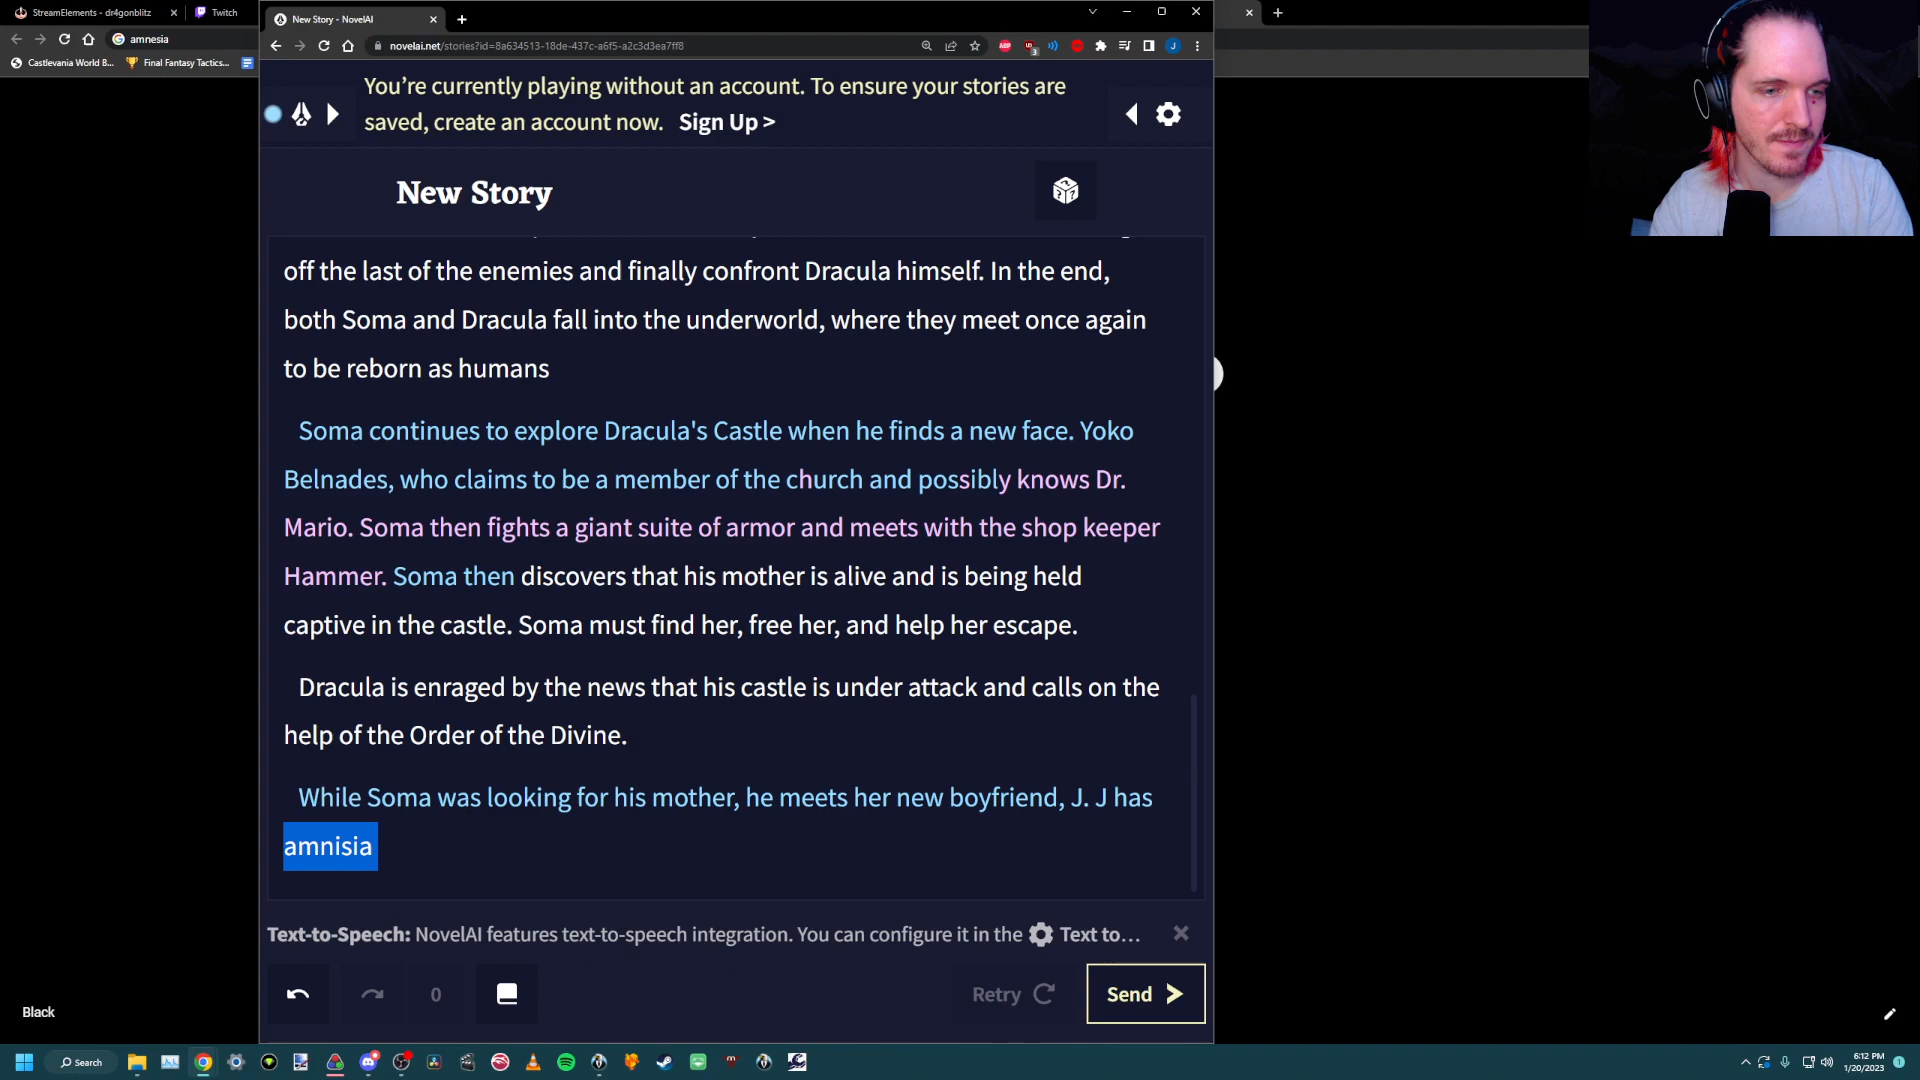 StreamElements - dr4gonblitz
Twitch
New Story - NovelAI
amnesia
novelai.net/stories?id=8a634513-18de-437c-a6f5-a2c3d3ea7ff8
Castlevania World B...
Final Fantasy Tactics...
You’re currently playing without an account. To ensure your stories are
saved, create an account now. Sign Up >
New Story
off the last of the enemies and finally confront Dracula himself. In the end,
both Soma and Dracula fall into the underworld, where they meet once again
to be reborn as humans
Soma continues to explore Dracula's Castle when he finds a new face. Yoko
Belnades, who claims to be a member of the church and possibly knows Dr.
Mario. Soma then fights a giant suite of armor and meets with the shop keeper
Hammer. Soma then discovers that his mother is alive and is being held
captive in the castle. Soma must find her, free her, and help her escape.
Dracula is enraged by the news that his castle is under attack and calls on the
help of the Order of the Divine.
While Soma was looking for his mother, he meets her new boyfriend, J. J has
amnisia
Text-to-Speech: NovelAI features text-to-speech integration. You can configure it in the Text to...
0
Retry
Send
Black
Search
6:12 PM
1/20/2023